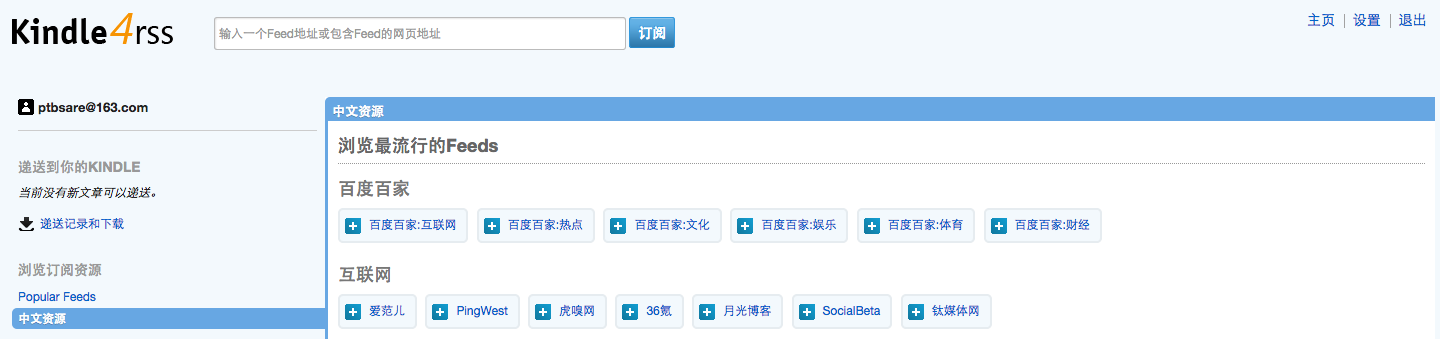 Kindle4rss
输入一个Feed地址或包含Feed的网页地址
订阅
主页 | 设置 | 退出
ptbsare@163.com
递送到你的KINDLE
当前没有新文章可以递送。
递送记录和下载
浏览订阅资源
Popular Feeds
中文资源
中文资源
浏览最流行的Feeds
百度百家
百度百家:互联网 百度百家:热点 百度百家:文化 百度百家:娱乐 百度百家:体育 百度百家:财经
互联网
爱范儿 PingWest 虎嗅网 36氪 月光博客 SocialBeta 钛媒体网